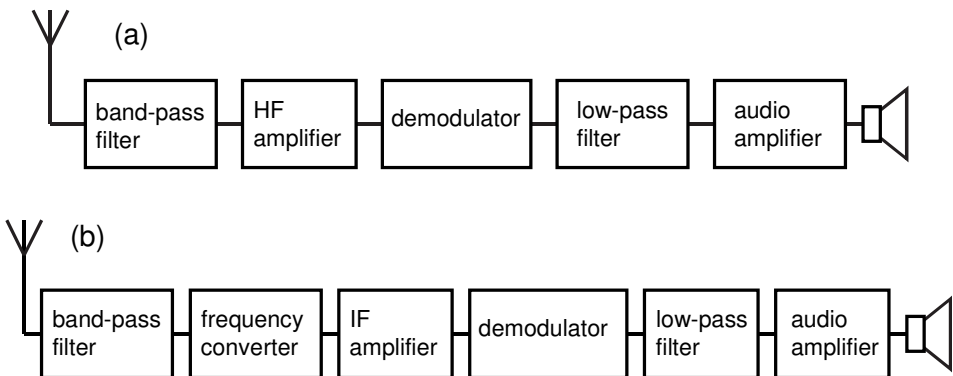 (a)
band-pass
filter
HF
amplifier
demodulator
low-pass
filter
audio
amplifier
(b)
band-pass
filter
frequency
converter
IF
amplifier
demodulator
low-pass
filter
audio
amplifier